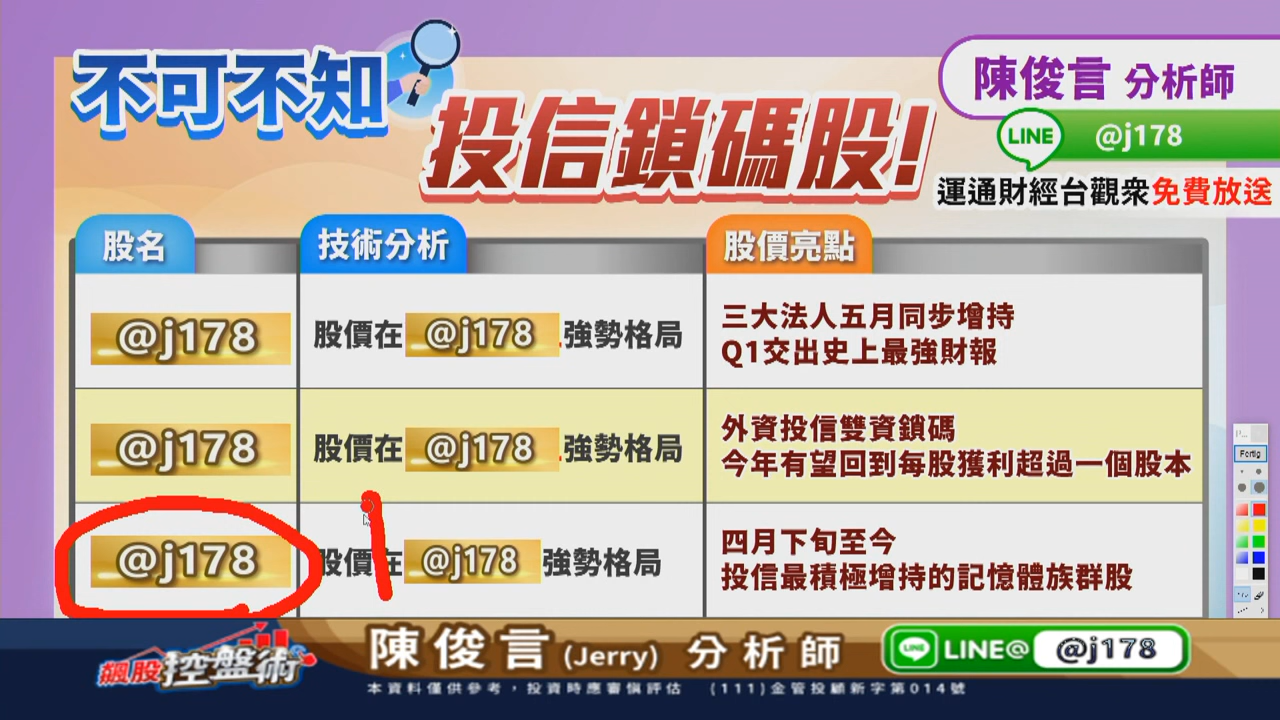 不可不知
投信鎖碼股!
陳俊言 分析師
LINE @j178
運通財經台觀眾免費放送
股名 技術分析 股價亮點
@j178 股價在 @j178 強勢格局 三大法人五月同步增持
Q1交出史上最強財報
@j178 股價在 @j178 強勢格局 外資投信雙資鎖碼
今年有望回到每股獲利超過一個股本
@j178 股價在 @j178 強勢格局 四月下旬至今
投信最積極增持的記憶體族群股
Fertig
飆股控盤術 陳俊言 (Jerry) 分析師 LINE LINE@ @j178
本資料僅供參考,投資時應審慎評估 (111)金管投顧新字第014號